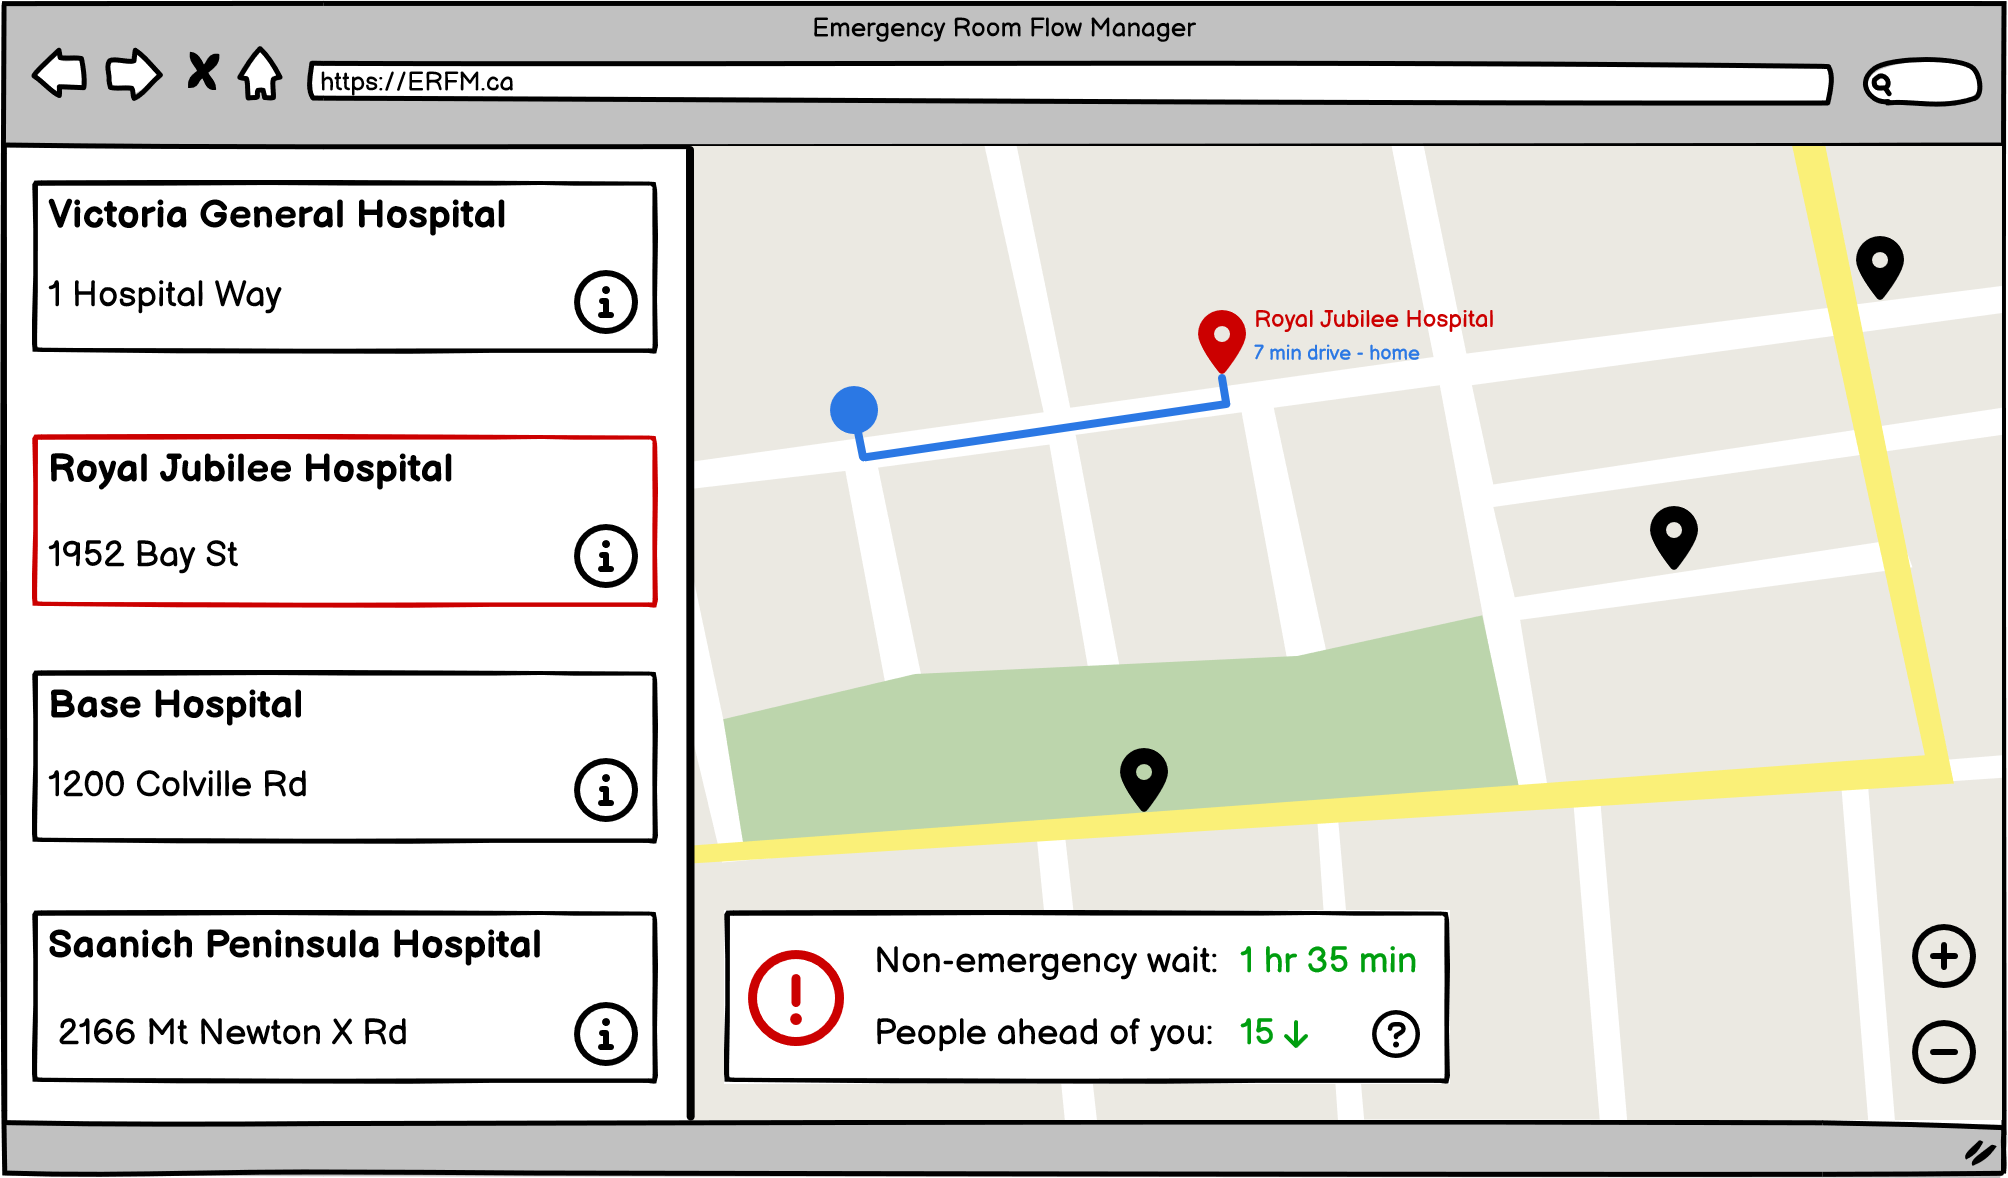 Emergency Room Flow Manager
https://ERFM.ca
Victoria General Hospital
1 Hospital Way
Royal Jubilee Hospital
1952 Bay St
Base Hospital
1200 Colville Rd
Saanich Peninsula Hospital
2166 Mt Newton X Rd
Royal Jubilee Hospital
7 min drive - home
Non-emergency wait: 1 hr 35 min
People ahead of you: 15 ↓ ?